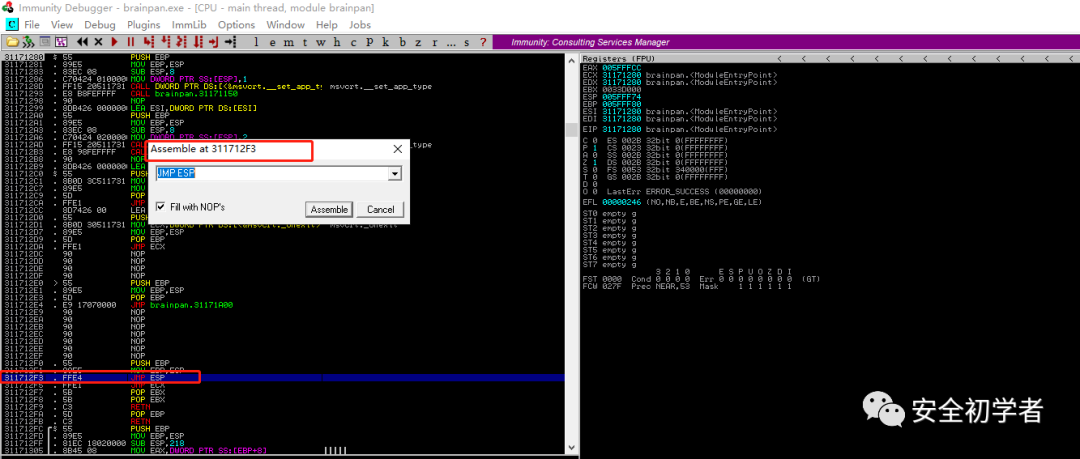 Immunity Debugger - brainpan.exe - [CPU - main thread, module brainpan]
C File View Debug Plugins ImmLib Options Window Help Jobs
l e m t w h c P k b z r ... s ? Immunity: Consulting Services Manager
31171280 $ 55 PUSH EBP
31171281 . 89E5 MOV EBP,ESP
31171283 . 83EC 08 SUB ESP,8
31171286 . C70424 010000 MOV DWORD PTR SS:[ESP],1
3117128D . FF15 20511731 CALL DWORD PTR DS:[<&msvcrt.__set_app_t msvcrt.__set_app_type
31171293 . E8 B8FEFFFF CALL brainpan.31171150
31171298 . 90 NOP
31171299 . 8DB426 000000 LEA ESI,DWORD PTR DS:[ESI]
311712A0 . 55 PUSH EBP
311712A1 . 89E5 MOV EBP,ESP
311712A3 . 83EC 08 SUB ESP,8
311712A6 . C70424 020000 MOV DWORD PTR SS:[ESP],2
311712AD . FF15 20511731
311712B3 . E8 98FEFFFF
311712B8 . 90
311712B9 . 8DB426 000000
311712C0 $ 55
311712C1 . 8B0D 3C511731
311712C7 . 89E5
311712C9 . 5D
311712CA . FFE1
311712CC 8D7426 00
311712D0 . 55
311712D1 . 8B0D 30511731
311712D7 . 89E5 MOV EBP,ESP
311712D9 . 5D POP EBP
311712DA . FFE1 JMP ECX
311712DC 90 NOP
311712DD 90 NOP
311712DE 90 NOP
311712DF 90 NOP
311712E0 > 55 PUSH EBP
311712E1 . 89E5 MOV EBP,ESP
311712E3 . 5D POP EBP
311712E4 . E9 17070000 JMP brainpan.31171A00
311712E9 90 NOP
311712EA 90 NOP
311712EB 90 NOP
311712EC 90 NOP
311712ED 90 NOP
311712EE 90 NOP
311712EF 90 NOP
311712F0 . 55 PUSH EBP
311712F1 . 89E5 MOV EBP,ESP
311712F3 . FFE4 JMP ESP
FFE1 JMP ECX
311712F7 . 5B POP EBX
311712F8 . 5B POP EBX
311712F9 . C3 RETN
311712FA . 5D POP EBP
311712FB . C3 RETN
311712FC $ 55 PUSH EBP
311712FD . 89E5 MOV EBP,ESP
311712FF . 81EC 18020000 SUB ESP,218
31171305 . 8B45 08 MOV EAX,DWORD PTR SS:[EBP+8]
Assemble at 311712F3
JMP ESP
Fill with NOP's
Assemble
Cancel
Registers (FPU) < < < < < < < < < <
EAX 005FFFCC
ECX 31171280 brainpan.<ModuleEntryPoint>
EDX 31171280 brainpan.<ModuleEntryPoint>
EBX 0033D000
ESP 005FFF74
EBP 005FFF80
ESI 31171280 brainpan.<ModuleEntryPoint>
EDI 31171280 brainpan.<ModuleEntryPoint>
EIP 31171280 brainpan.<ModuleEntryPoint>
C 0 ES 002B 32bit 0(FFFFFFFF)
P 1 CS 0023 32bit 0(FFFFFFFF)
A 0 SS 002B 32bit 0(FFFFFFFF)
Z 1 DS 002B 32bit 0(FFFFFFFF)
S 0 FS 0053 32bit 340000(FFF)
T 0 GS 002B 32bit 0(FFFFFFFF)
D 0
O 0 LastErr ERROR_SUCCESS (00000000)
EFL 00000246 (NO,NB,E,BE,NS,PE,GE,LE)
ST0 empty g
ST1 empty g
ST2 empty g
ST3 empty g
ST4 empty g
ST5 empty g
ST6 empty g
ST7 empty g
3 2 1 0 E S P U O Z D I
FST 0000 Cond 0 0 0 0 Err 0 0 0 0 0 0 0 0 (GT)
FCW 027F Prec NEAR,53 Mask 1 1 1 1 1 1
安全初学者